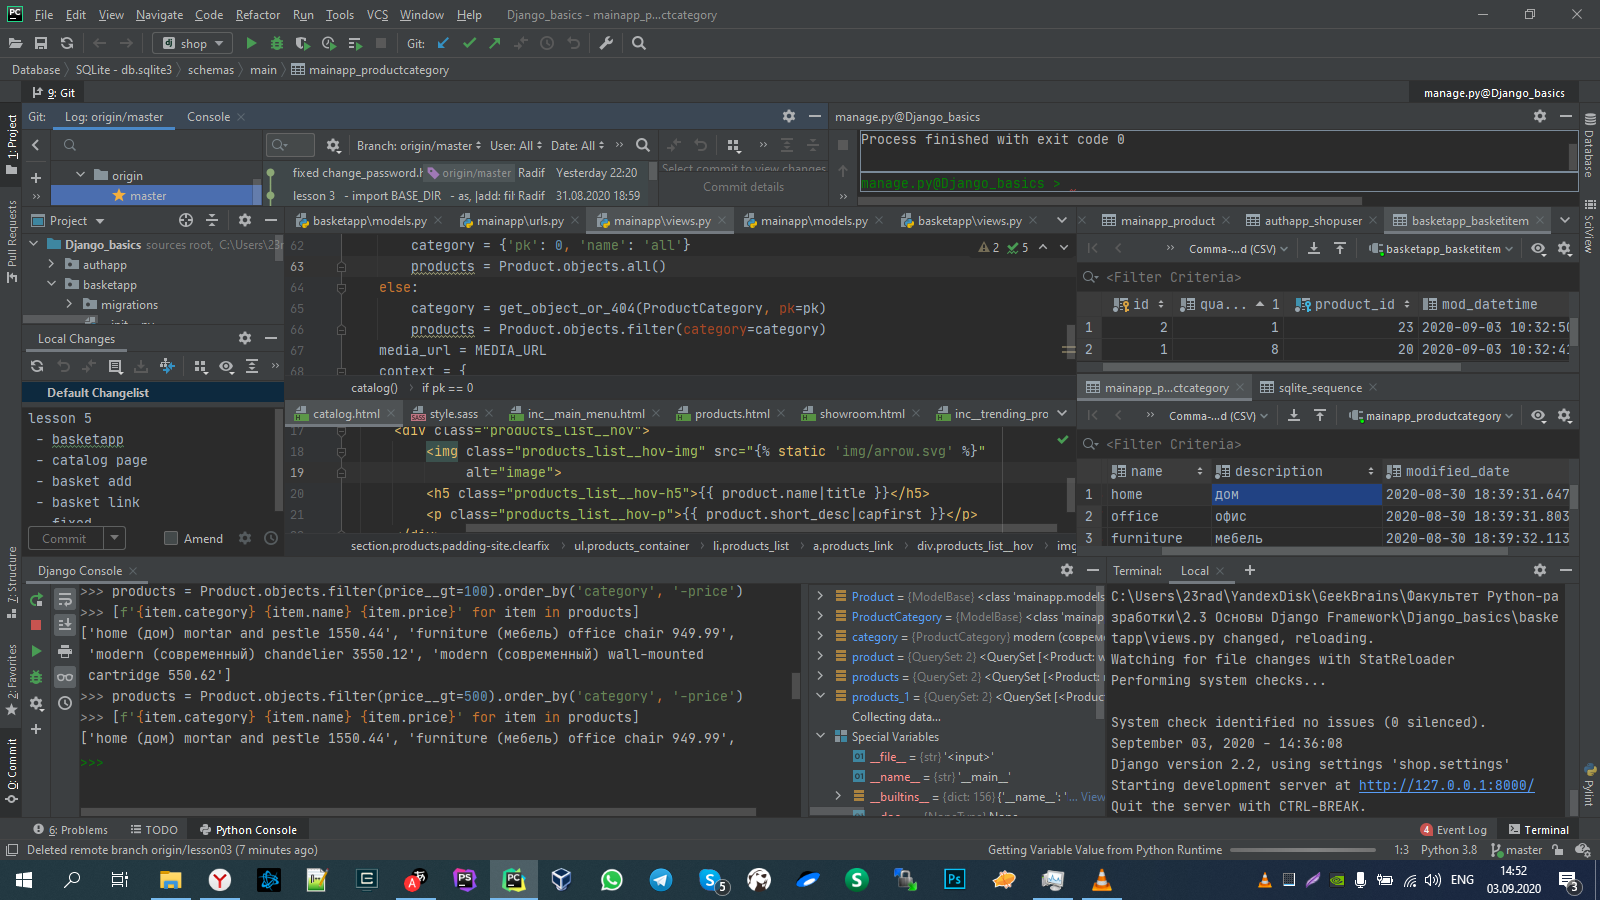 File Edit View Navigate Code Refactor Run Tools VCS Window Help Django_basics - mainapp_p...ctcategory
shop Git:
Database SQLite - db.sqlite3 schemas main mainapp_productcategory
9: Git manage.py@Django_basics
Git: Log: origin/master Console
Branch: origin/master User: All Date: All
origin
master
fixed change_password.h origin/master Radif Yesterday 22:20
lesson 3 - import BASE_DIR - as, |add: fil Radif 31.08.2020 18:59
Select commit to view changes
Commit details
manage.py@Django_basics
Process finished with exit code 0
manage.py@Django_basics >
1: Project
Pull Requests
7: Structure
2: Favorites
0: Commit
Database
SciView
PyLint
Project
Django_basics sources root, C:\Users\23r
authapp
basketapp
migrations
Local Changes
Default Changelist
lesson 5
- basketapp
- catalog page
- basket add
- basket link
- fixed
Commit Amend
basketapp\models.py mainapp\urls.py mainapp\views.py mainapp\models.py basketapp\views.py
2 5
62 category = {'pk': 0, 'name': 'all'}
63 products = Product.objects.all()
64 else:
65 category = get_object_or_404(ProductCategory, pk=pk)
66 products = Product.objects.filter(category=category)
67 media_url = MEDIA_URL
68 context = {
catalog() if pk == 0
catalog.html style.sass inc__main_menu.html products.html showroom.html inc__trending_pro
17 <div class="products_list__hov">
18 <img class="products_list__hov-img" src="{% static 'img/arrow.svg' %}"
19 alt="image">
20 <h5 class="products_list__hov-h5">{{ product.name|title }}</h5>
21 <p class="products_list__hov-p">{{ product.short_desc|capfirst }}</p>
section.products.padding-site.clearfix ul.products_container li.products_list a.products_link div.products_list__hov img
mainapp_product authapp_shopuser basketapp_basketitem
Comma-...d (CSV) basketapp_basketitem
<Filter Criteria>
id qua... 1 product_id mod_datetime
1 2 1 23 2020-09-03 10:32:50
2 1 8 20 2020-09-03 10:32:41
mainapp_p...ctcategory sqlite_sequence
Comma-...d (CSV) mainapp_productcategory
<Filter Criteria>
name description modified_date
1 home дом 2020-08-30 18:39:31.647
2 office офис 2020-08-30 18:39:31.803
3 furniture мебель 2020-08-30 18:39:32.113
Django Console
>>> products = Product.objects.filter(price__gt=100).order_by('category', '-price')
>>> [f'{item.category} {item.name} {item.price}' for item in products]
['home (дом) mortar and pestle 1550.44', 'furniture (мебель) office chair 949.99',
'modern (современный) chandelier 3550.12', 'modern (современный) wall-mounted
cartridge 550.62']
>>> products = Product.objects.filter(price__gt=500).order_by('category', '-price')
>>> [f'{item.category} {item.name} {item.price}' for item in products]
['home (дом) mortar and pestle 1550.44', 'furniture (мебель) office chair 949.99',
>>>
Product = {ModelBase} <class 'mainapp.models
ProductCategory = {ModelBase} <class 'mainap
category = {ProductCategory} modern (соврем
product = {QuerySet: 2} <QuerySet [<Product: w
products = {QuerySet: 2} <QuerySet [<Product:
products_1 = {QuerySet: 2} <QuerySet [<Product
Collecting data...
Special Variables
__file__ = {str} '<input>'
__name__ = {str} '__main__'
__builtins__ = {dict: 156} {'__name__': ' ... View
Terminal: Local
C:\Users\23rad\YandexDisk\GeekBrains\Факультет Python-ра
зработки\2.3 Основы Django Framework\Django_basics\baske
tapp\views.py changed, reloading.
Watching for file changes with StatReloader
Performing system checks...
System check identified no issues (0 silenced).
September 03, 2020 - 14:36:08
Django version 2.2, using settings 'shop.settings'
Starting development server at http://127.0.0.1:8000/
Quit the server with CTRL-BREAK.
6: Problems TODO Python Console 4 Event Log Terminal
Deleted remote branch origin/lesson03 (7 minutes ago) Getting Variable Value from Python Runtime 1:3 Python 3.8 master
ENG 14:52
03.09.2020